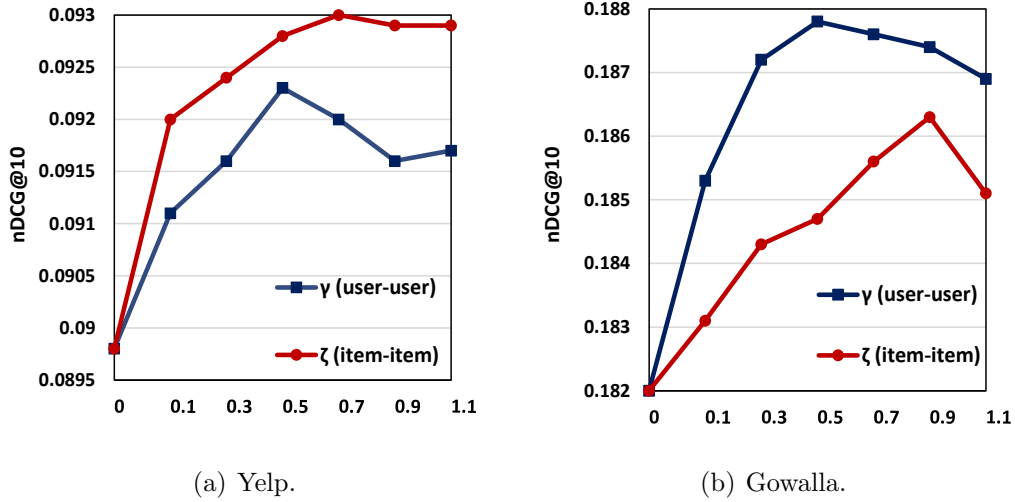 0.093
0.0925
0.092
0.0915
0.091
0.0905
0.09
0.0895
nDCG@10
γ (user-user)
ζ (item-item)
0 0.1 0.3 0.5 0.7 0.9 1.1
(a) Yelp.
0.188
0.187
0.186
0.185
0.184
0.183
0.182
nDCG@10
γ (user-user)
ζ (item-item)
0 0.1 0.3 0.5 0.7 0.9 1.1
(b) Gowalla.